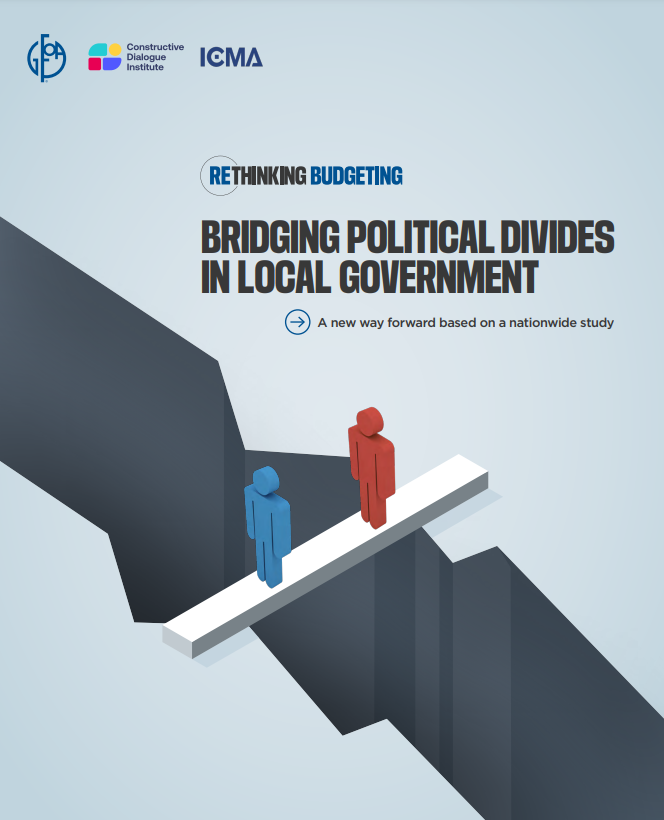 GFOA
Constructive
Dialogue
Institute
ICMA
RETHINKING BUDGETING
BRIDGING POLITICAL DIVIDES
IN LOCAL GOVERNMENT
A new way forward based on a nationwide study